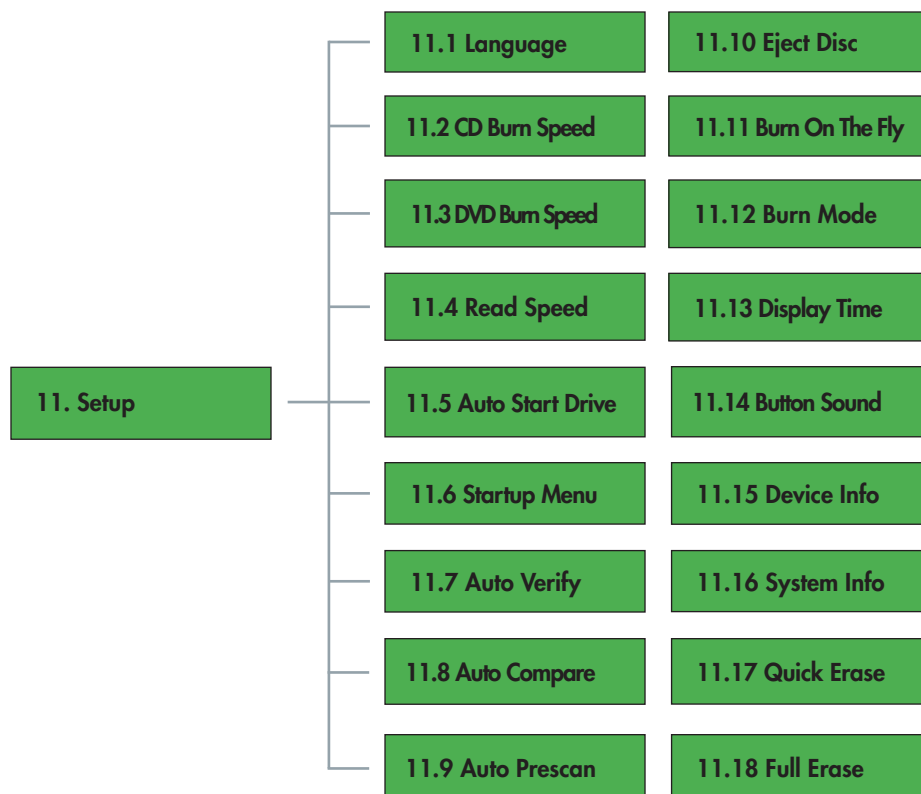 11. Setup
11.1 Language
11.2 CD Burn Speed
11.3 DVD Burn Speed
11.4 Read Speed
11.5 Auto Start Drive
11.6 Startup Menu
11.7 Auto Verify
11.8 Auto Compare
11.9 Auto Prescan
11.10 Eject Disc
11.11 Burn On The Fly
11.12 Burn Mode
11.13 Display Time
11.14 Button Sound
11.15 Device Info
11.16 System Info
11.17 Quick Erase
11.18 Full Erase